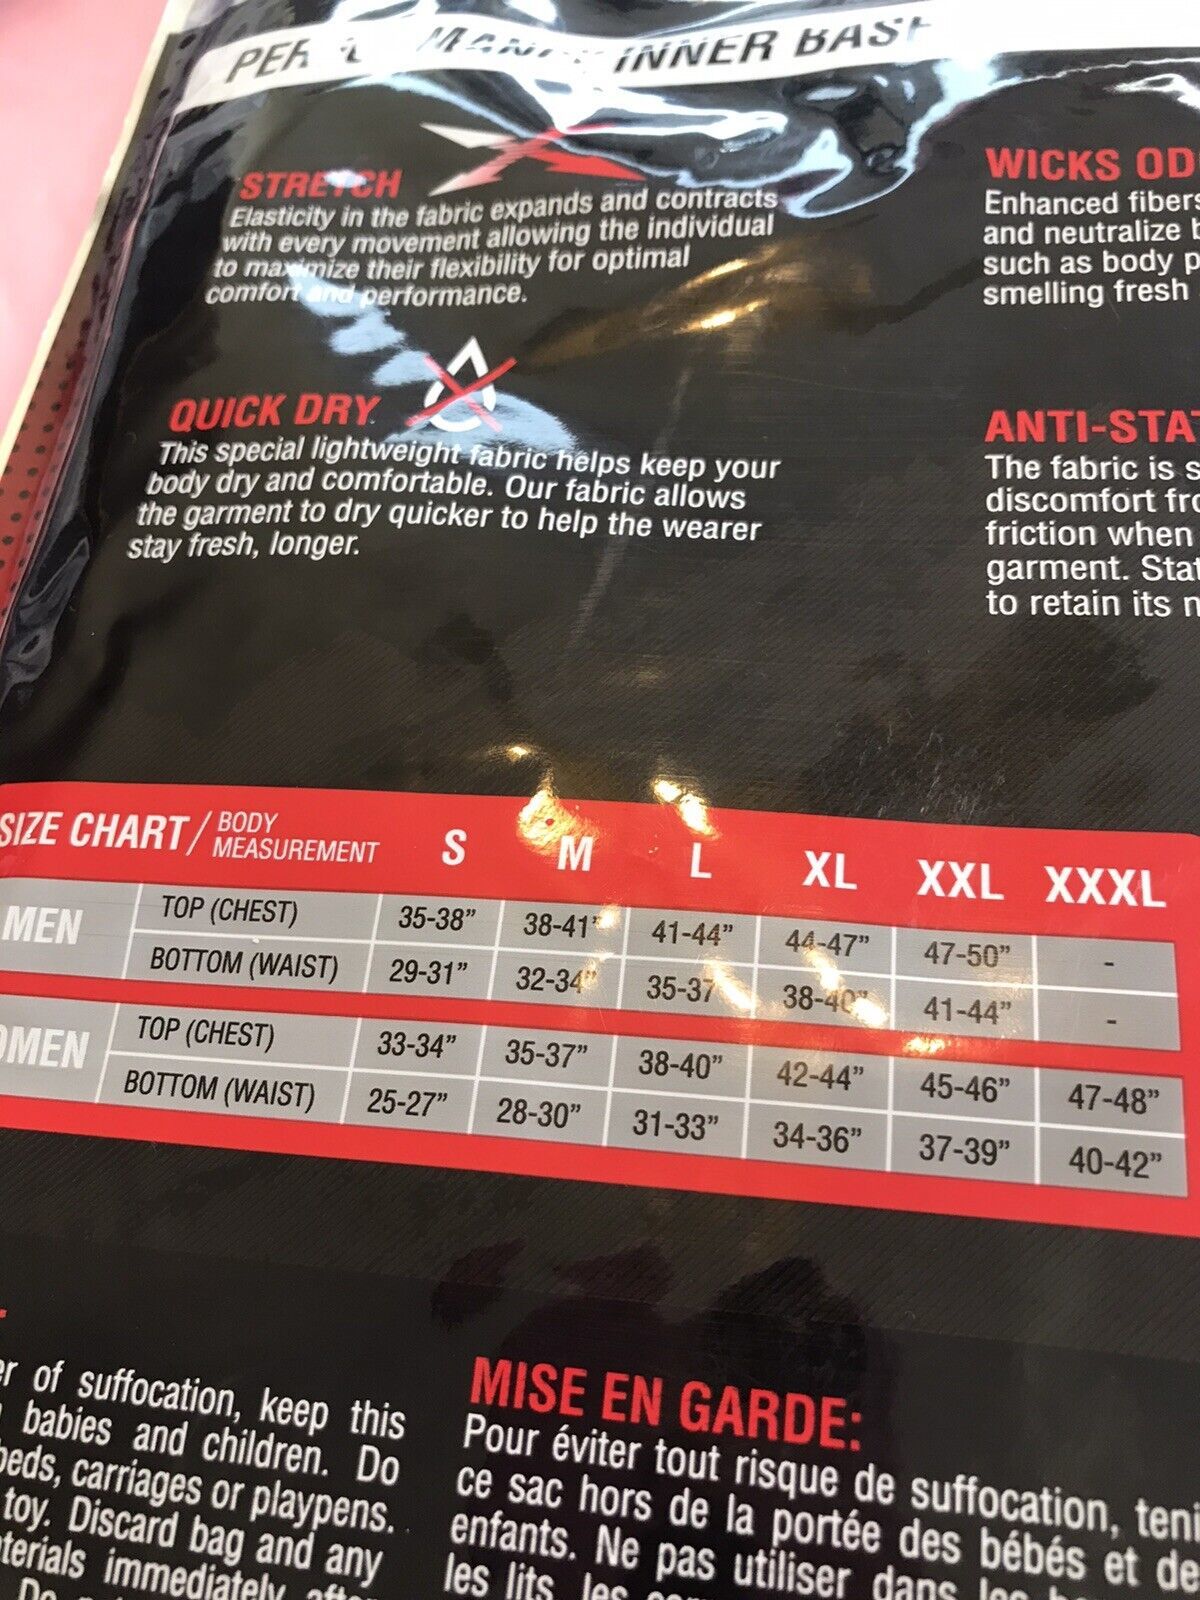 INNER BASE
STRETCH
Elasticity in the fabric expands and contracts
with every movement allowing the individual
to maximize their flexibility for optimal
comfort and performance.
WICKS
Enhanced fibers
and neutralize
such as body
smelling fresh
QUICK DRY
This special lightweight fabric helps keep your
body dry and comfortable. Our fabric allows
the garment to dry quicker to help the wearer
stay fresh, longer.
ANTI-STAT
The fabric is
discomfort
friction when
garment.
to retain its
SIZE CHART/ BODY MEASUREMENT S M L XL XXL XXXL
MEN TOP (CHEST) 35-38" 38-41" 41-44" 44-47" 47-50" -
BOTTOM (WAIST) 29-31" 32-34" 35-37 38-40" 41-44" -
OMEN TOP (CHEST) 33-34" 35-37" 38-40" 42-44" 45-46" 47-48"
BOTTOM (WAIST) 25-27" 28-30" 31-33" 34-36" 37-39" 40-42"
of suffocation, keep this
babies and children. Do
beds, carriages or playpens.
toy. Discard bag and any
immediately
MISE EN GARDE:
Pour éviter tout risque de suffocation,
ce sac hors de la portée des bébés et de
enfants. Ne pas utiliser dans
les lits,